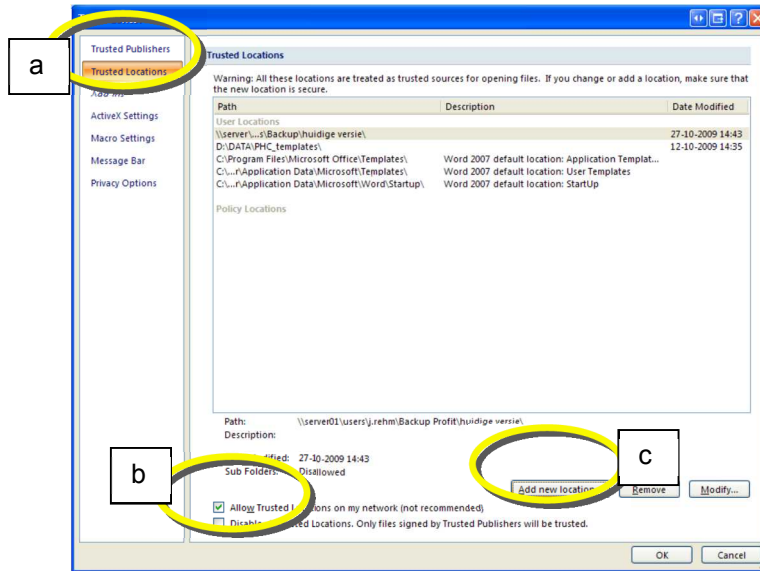 a
Trusted Publishers
Trusted Locations
Add-ins
ActiveX Settings
Macro Settings
Message Bar
Privacy Options
Trusted Locations
Warning: All these locations are treated as trusted sources for opening files. If you change or add a location, make sure that
the new location is secure.
Path Description Date Modified
User Locations
\\server\...s\Backup\huidige versie\ 27-10-2009 14:43
D:\DATA\PHC_templates\ 12-10-2009 14:35
C:\Program Files\Microsoft Office\Templates\ Word 2007 default location: Application Templat...
C:\...r\Application Data\Microsoft\Templates\ Word 2007 default location: User Templates
C:\...r\Application Data\Microsoft\Word\Startup\ Word 2007 default location: StartUp
Policy Locations
Path: \\server01\users\j.rehm\Backup Profit\huidige versie\
Description:
27-10-2009 14:43
Sub Folders: Disallowed
b
c
Add new location Remove Modify...
Allow Trusted Locations on my network (not recommended)
Trusted Locations. Only files signed by Trusted Publishers will be trusted.
OK Cancel